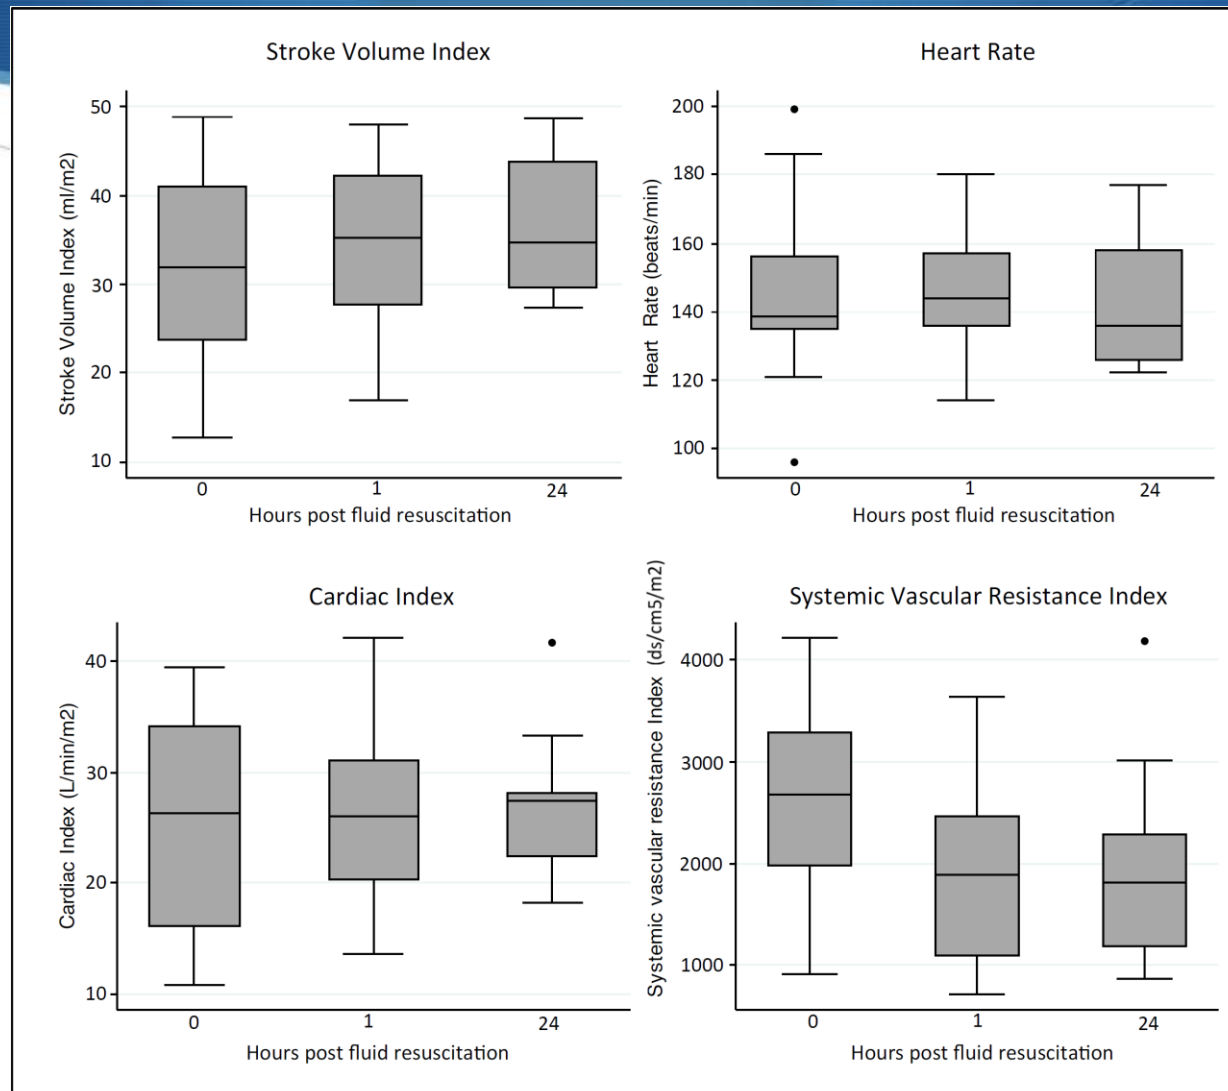 Stroke Volume Index
Stroke Volume Index (ml/m2)
50
40
30
20
10
0 1 24
Hours post fluid resuscitation
Heart Rate
Heart Rate (beats/min)
200
180
160
140
120
100
0 1 24
Hours post fluid resuscitation
Cardiac Index
Cardiac Index (L/min/m2)
40
30
20
10
0 1 24
Hours post fluid resuscitation
Systemic Vascular Resistance Index
Systemic vascular resistance Index (ds/cm5/m2)
4000
3000
2000
1000
0 1 24
Hours post fluid resuscitation